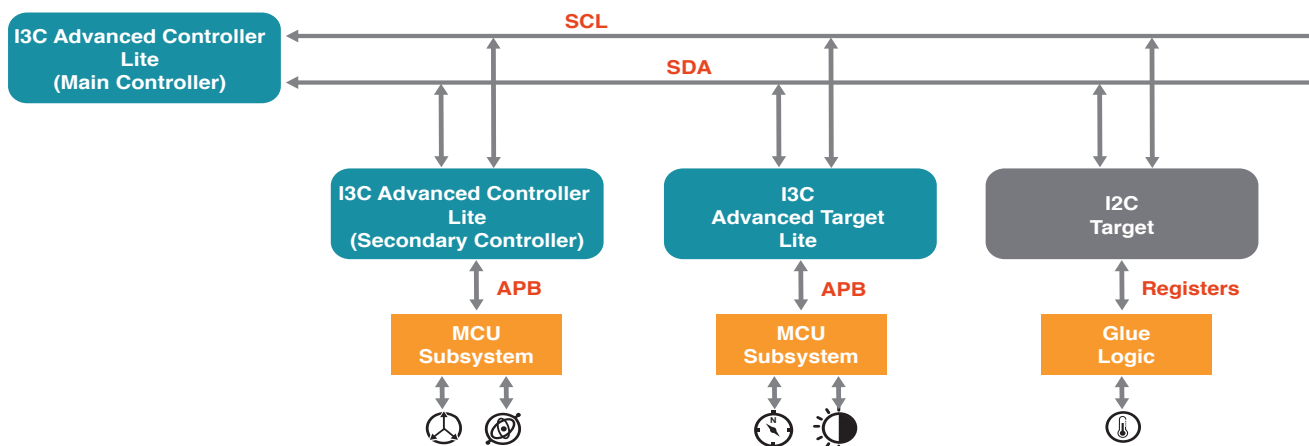 I3C Advanced Controller
Lite
(Main Controller)
SCL
SDA
I3C Advanced Controller
Lite
(Secondary Controller)
I3C
Advanced Target
Lite
I2C
Target
APB
APB
Registers
MCU
Subsystem
MCU
Subsystem
Glue
Logic
N